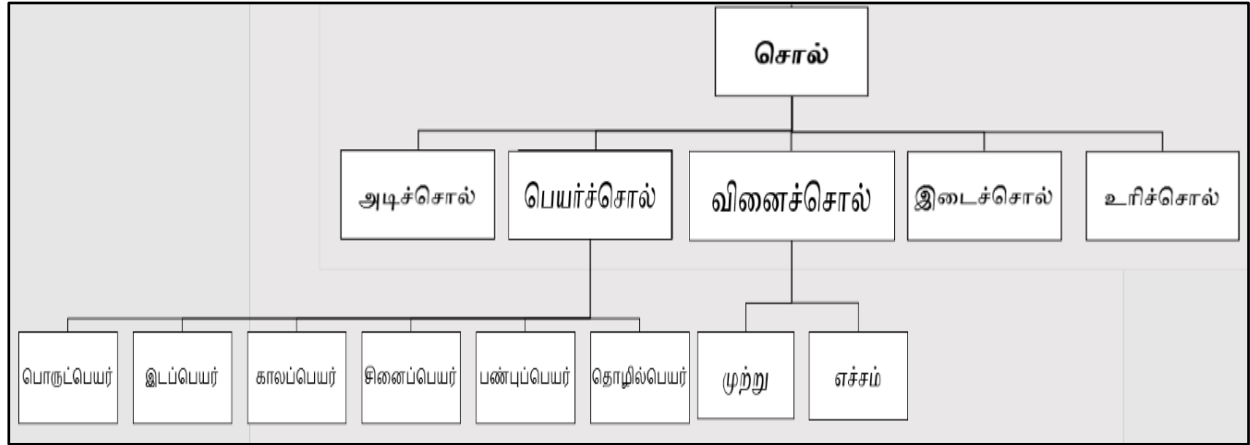 சொல்
அடிச்சொல் பெயர்ச்சொல் வினைச்சொல் இடைச்சொல் உரிச்சொல்
பொருட்பெயர் இடப்பெயர் காலப்பெயர் சினைப்பெயர் பண்புப்பெயர் தொழில்பெயர் முற்று எச்சம்